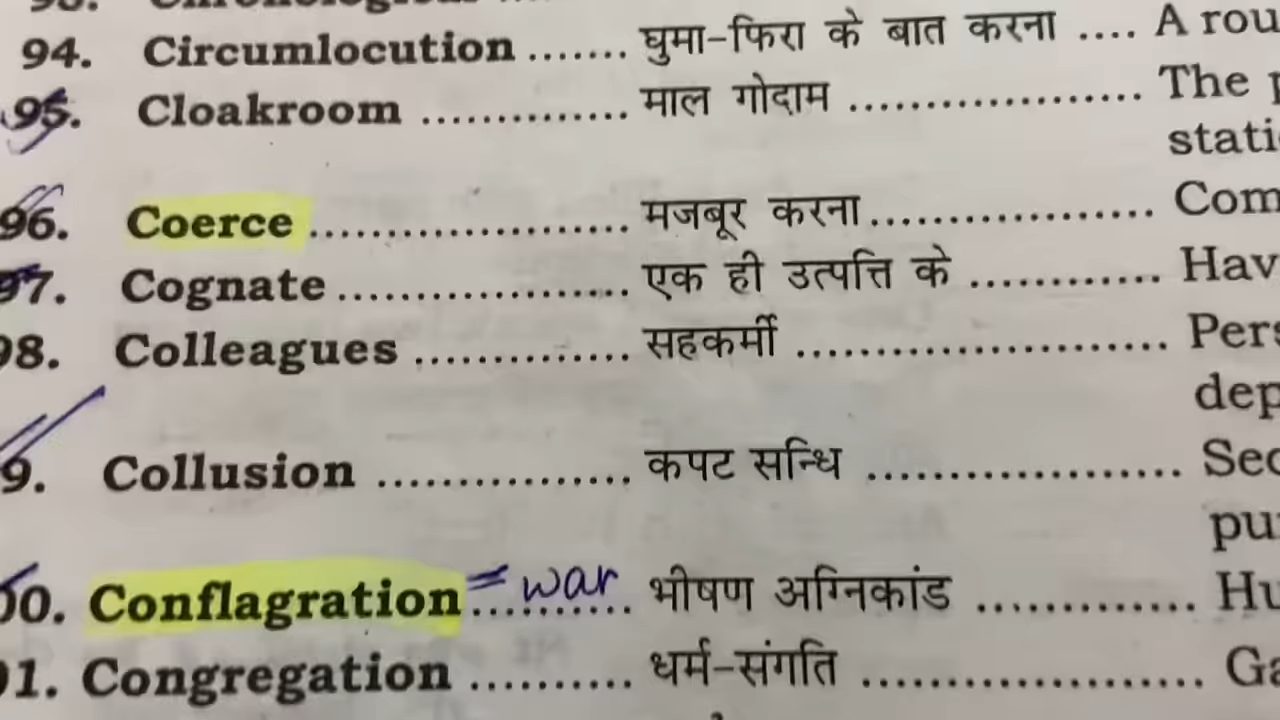 94. Circumlocution ....... घुमा-फिरा के बात करना .... A rou
95. Cloakroom .............. माल गोदाम .................... The
stati
96. Coerce ...................... मजबूर करना.................... Com
97. Cognate .................... एक ही उत्पत्ति के ............. Hav
98. Colleagues ............... सहकर्मी .......................... Pers
dep
9. Collusion ................. कपट सन्धि ...................... Sec
pu
00. Conflagration = war .......... भीषण अग्निकांड ............... Hu
01. Congregation .......... धर्म-संगति ........................ Ga